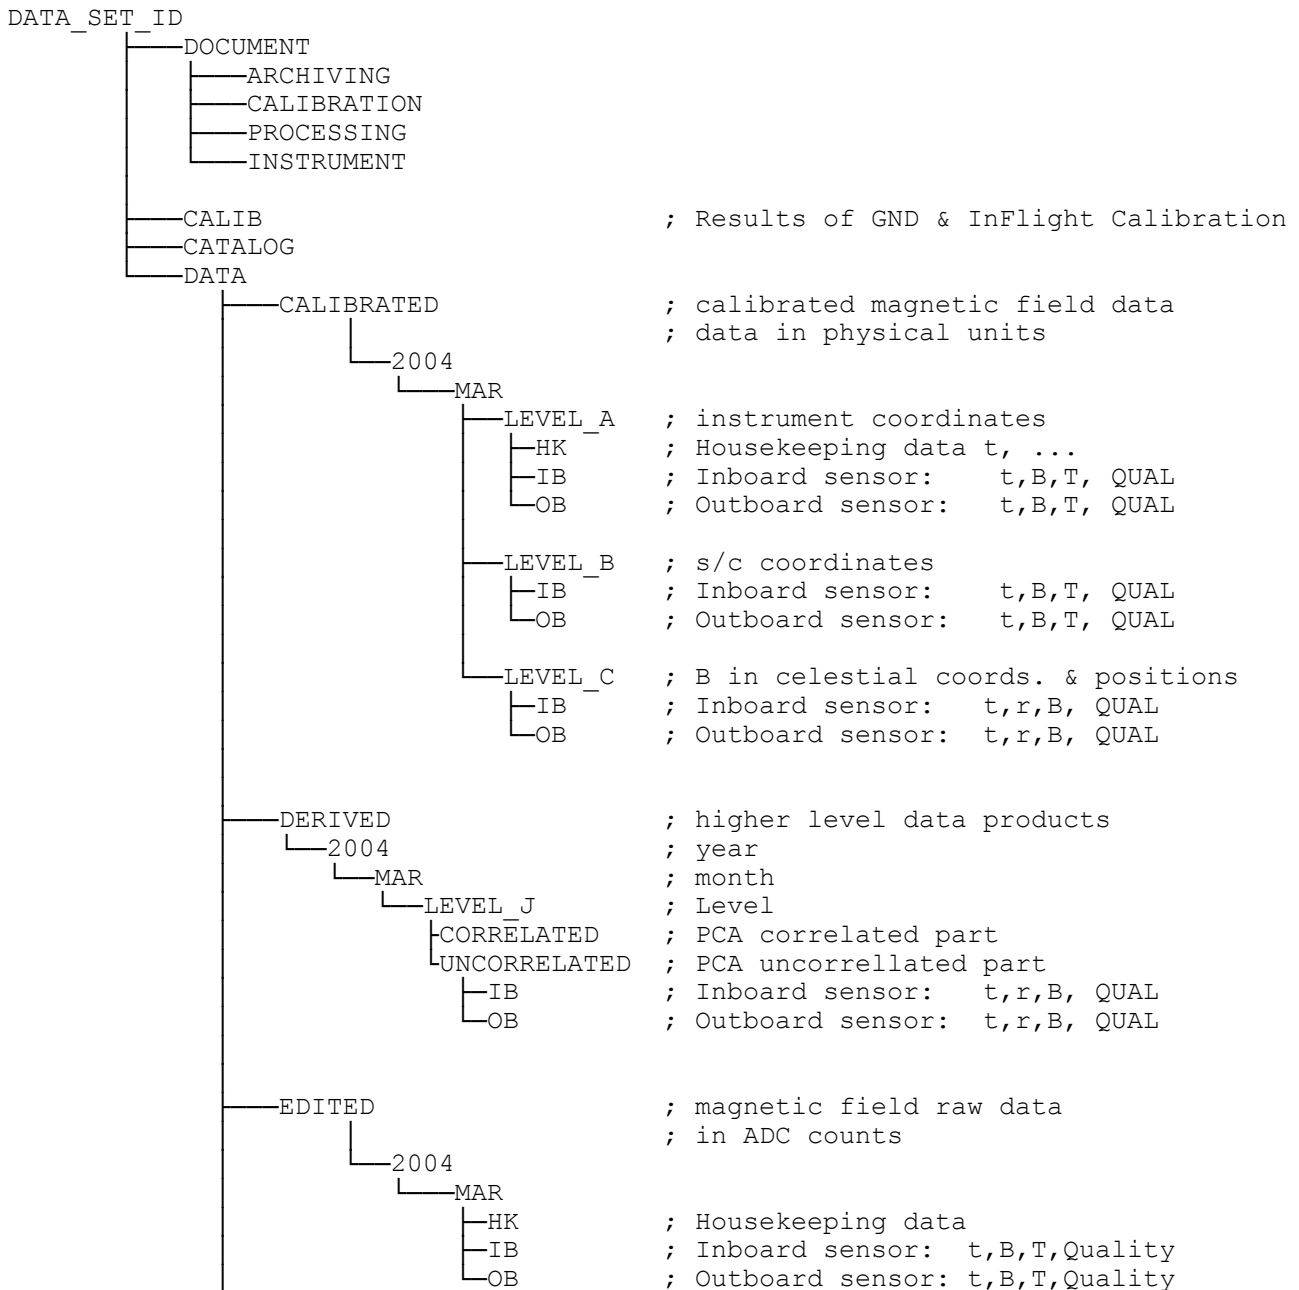 DATA_SET_ID
DOCUMENT
ARCHIVING
CALIBRATION
PROCESSING
INSTRUMENT
CALIB ; Results of GND & InFlight Calibration
CATALOG
DATA
CALIBRATED ; calibrated magnetic field data
; data in physical units
2004
MAR
LEVEL_A ; instrument coordinates
HK ; Housekeeping data t, ...
IB ; Inboard sensor: t,B,T, QUAL
OB ; Outboard sensor: t,B,T, QUAL
LEVEL_B ; s/c coordinates
IB ; Inboard sensor: t,B,T, QUAL
OB ; Outboard sensor: t,B,T, QUAL
LEVEL_C ; B in celestial coords. & positions
IB ; Inboard sensor: t,r,B, QUAL
OB ; Outboard sensor: t,r,B, QUAL
DERIVED ; higher level data products
2004 ; year
MAR ; month
LEVEL_J ; Level
CORRELATED ; PCA correlated part
UNCORRELATED ; PCA uncorrellated part
IB ; Inboard sensor: t,r,B, QUAL
OB ; Outboard sensor: t,r,B, QUAL
EDITED ; magnetic field raw data
; in ADC counts
2004
MAR
HK ; Housekeeping data
IB ; Inboard sensor: t,B,T,Quality
OB ; Outboard sensor: t,B,T,Quality